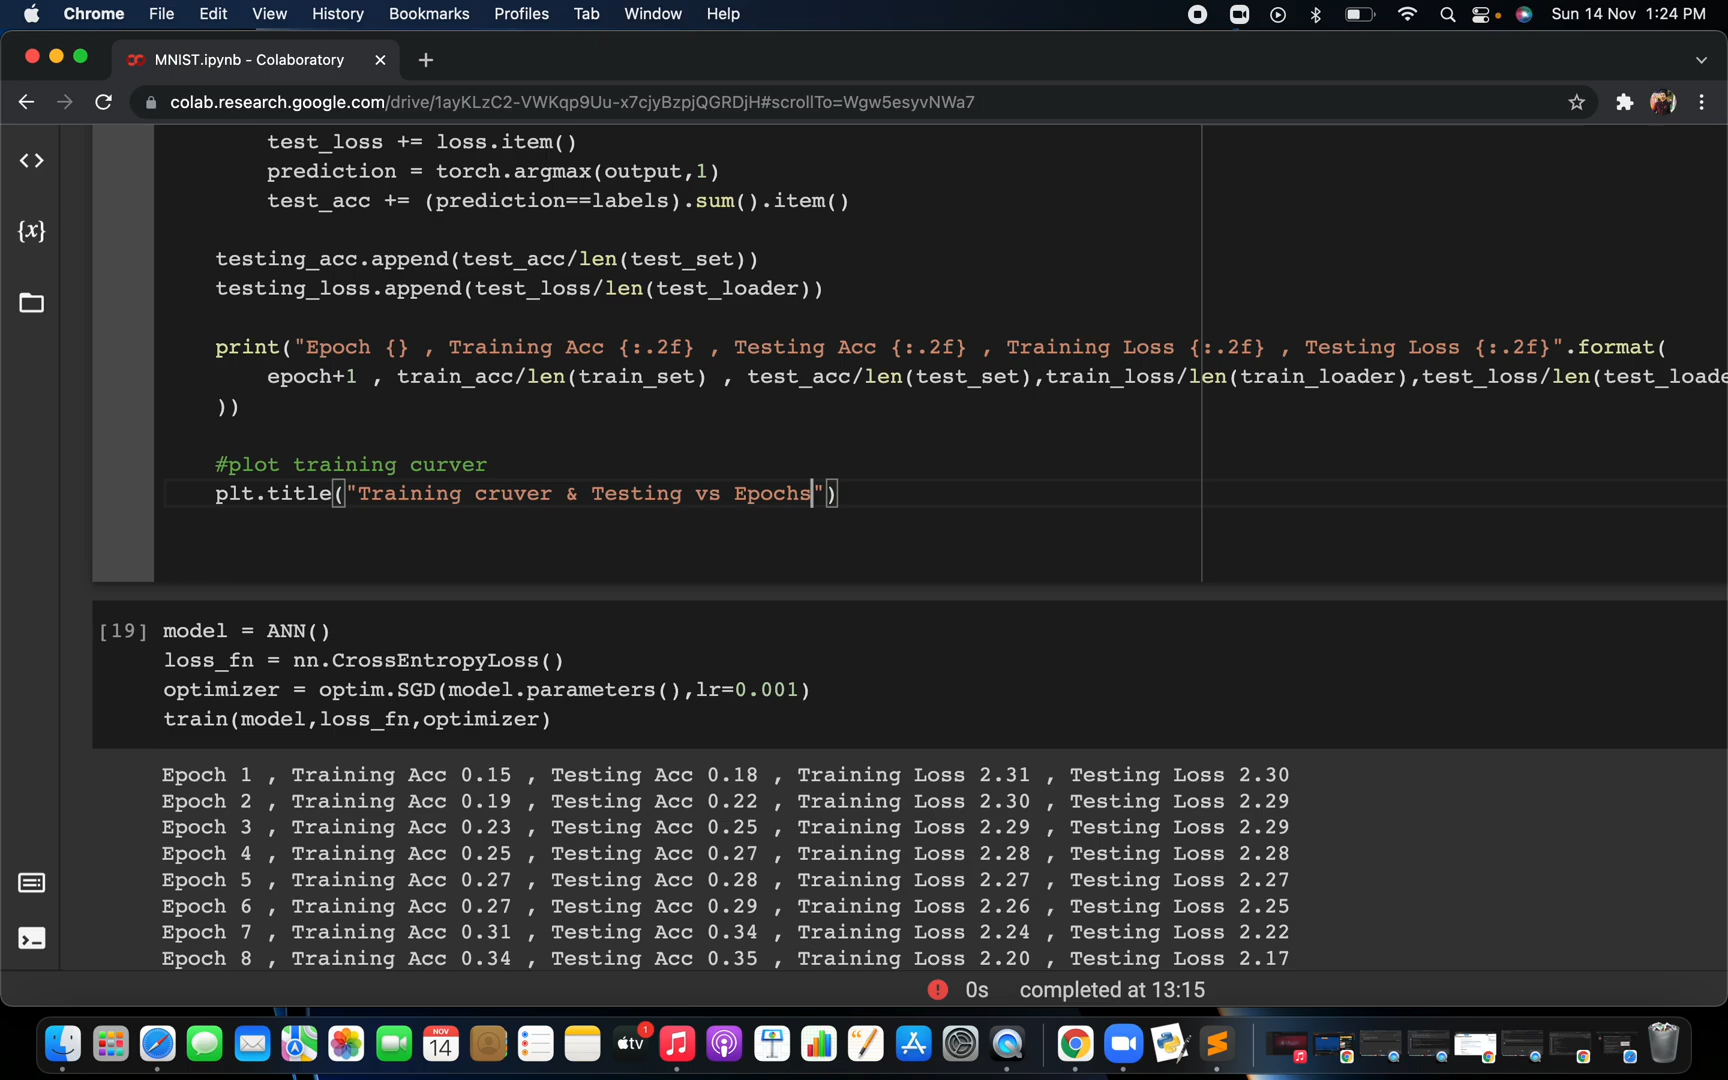 Chrome File Edit View History Bookmarks Profiles Tab Window Help Sun 14 Nov 1:24 PM
MNIST.ipynb - Colaboratory
colab.research.google.com/drive/1ayKLzC2-VWKqp9Uu-x7cjyBzpjQGRDjH#scrollTo=Wgw5esyvNWa7
test_loss += loss.item()
prediction = torch.argmax(output,1)
test_acc += (prediction==labels).sum().item()
testing_acc.append(test_acc/len(test_set))
testing_loss.append(test_loss/len(test_loader))
print("Epoch {} , Training Acc {:.2f} , Testing Acc {:.2f} , Training Loss {:.2f} , Testing Loss {:.2f}".format(
epoch+1 , train_acc/len(train_set) , test_acc/len(test_set),train_loss/len(train_loader),test_loss/len(test_loade
))
#plot training curver
plt.title("Training cruver & Testing vs Epochs")
[19] model = ANN()
loss_fn = nn.CrossEntropyLoss()
optimizer = optim.SGD(model.parameters(),lr=0.001)
train(model,loss_fn,optimizer)
Epoch 1 , Training Acc 0.15 , Testing Acc 0.18 , Training Loss 2.31 , Testing Loss 2.30
Epoch 2 , Training Acc 0.19 , Testing Acc 0.22 , Training Loss 2.30 , Testing Loss 2.29
Epoch 3 , Training Acc 0.23 , Testing Acc 0.25 , Training Loss 2.29 , Testing Loss 2.29
Epoch 4 , Training Acc 0.25 , Testing Acc 0.27 , Training Loss 2.28 , Testing Loss 2.28
Epoch 5 , Training Acc 0.27 , Testing Acc 0.28 , Training Loss 2.27 , Testing Loss 2.27
Epoch 6 , Training Acc 0.27 , Testing Acc 0.29 , Training Loss 2.26 , Testing Loss 2.25
Epoch 7 , Training Acc 0.31 , Testing Acc 0.34 , Training Loss 2.24 , Testing Loss 2.22
Epoch 8 , Training Acc 0.34 , Testing Acc 0.35 , Training Loss 2.20 , Testing Loss 2.17
0s completed at 13:15
NOV
14
tv
1